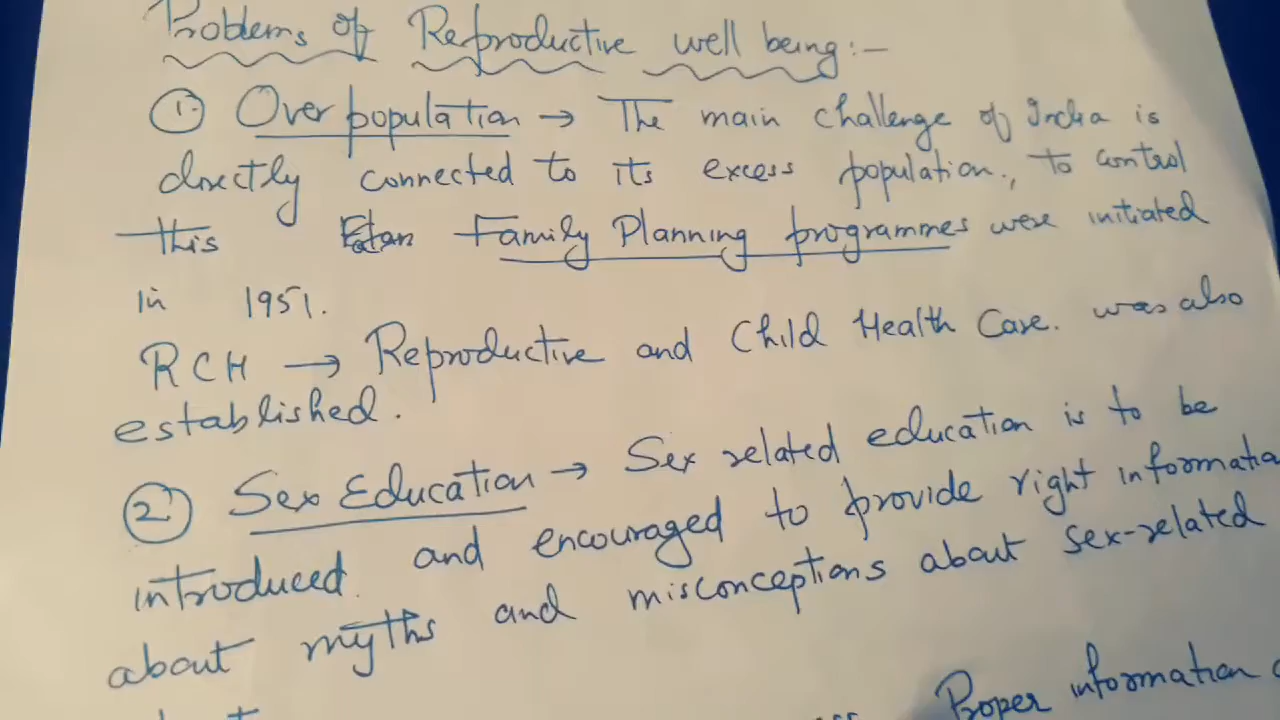 Problems of Reproductive well being:-
① Over population → The main challenge of India is
directly connected to its excess population., to control
this Family Planning programmes were initiated
in 1951.
RCH → Reproductive and Child Health Care. was also
established.
② Sex Education → Sex related education is to be
introduced and encouraged to provide right informatio
about myths and misconceptions about sex-related
Proper information